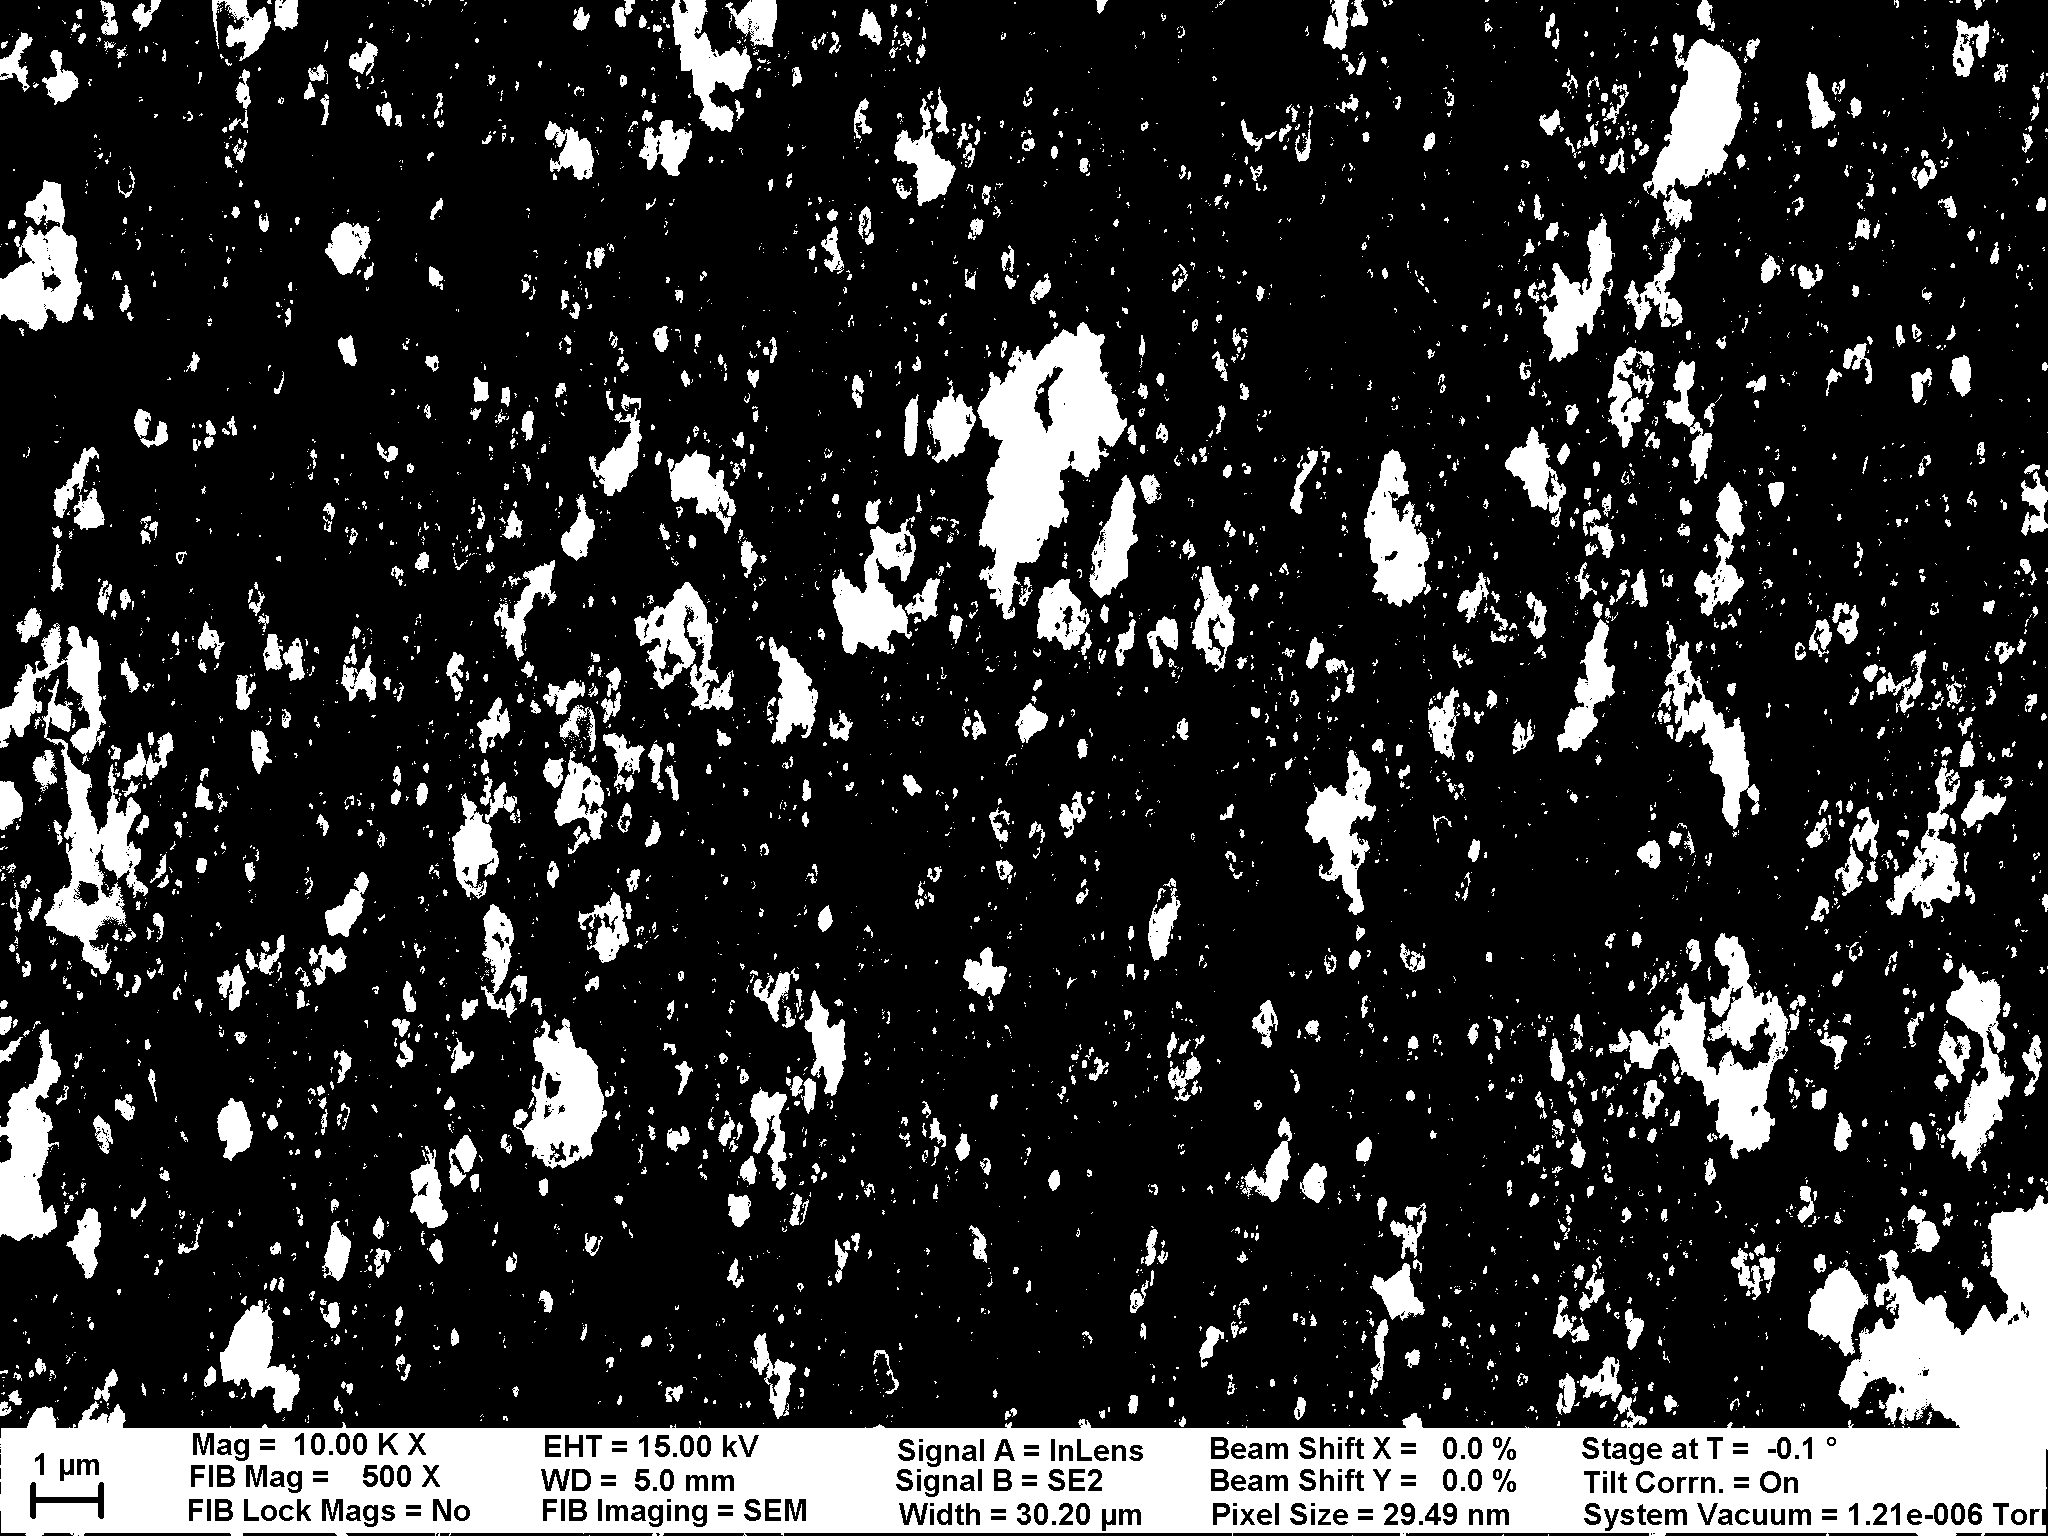 Mag = 10.00 K X EHT = 15.00 kV Signal A = InLens Beam Shift X = 0.0 % Stage at T = -0.1 °
1 µm FIB Mag = 500 X WD = 5.0 mm Signal B = SE2 Beam Shift Y = 0.0 % Tilt Corrn. = On
FIB Lock Mags = No FIB Imaging = SEM Width = 30.20 µm Pixel Size = 29.49 nm System Vacuum = 1.21e-006 Torr